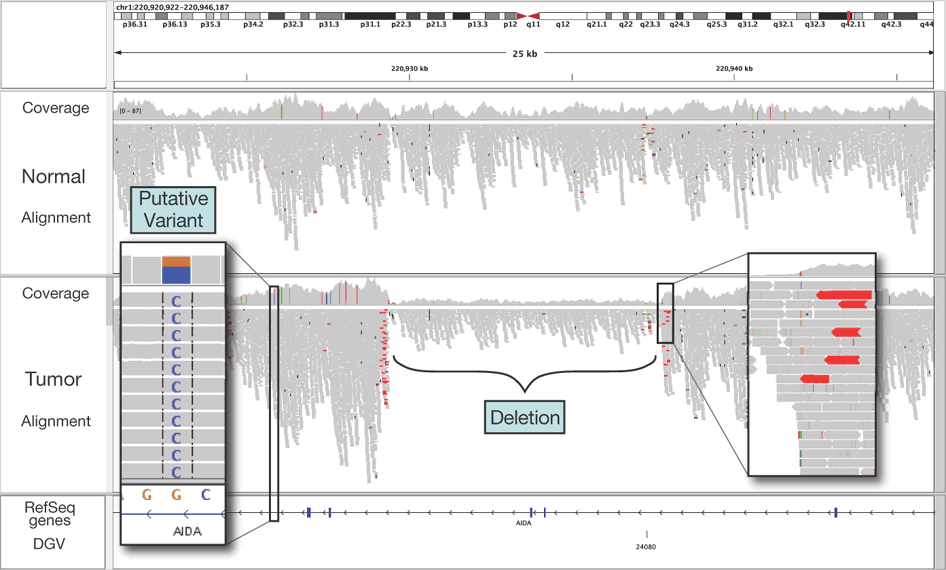 chr1:220,920,922-220,946,187
p36.31 p36.13 p35.3 p34.2 p32.3 p31.3 p31.1 p22.3 p21.3 p13.3 p12 q11 q12 q21.1 q22 q23.3 q24.3 q25.3 q31.2 q32.1 q32.3 q42.11 q43 q44
25 kb
220,930 kb 220,940 kb
Coverage
[0 - 87]
Normal
Alignment
Putative
Variant
Coverage
Tumor
Alignment
Deletion
C
C
C
C
C
C
C
C
C
C
C
G G C
AIDA
RefSeq
genes
DGV
AIDA
24080